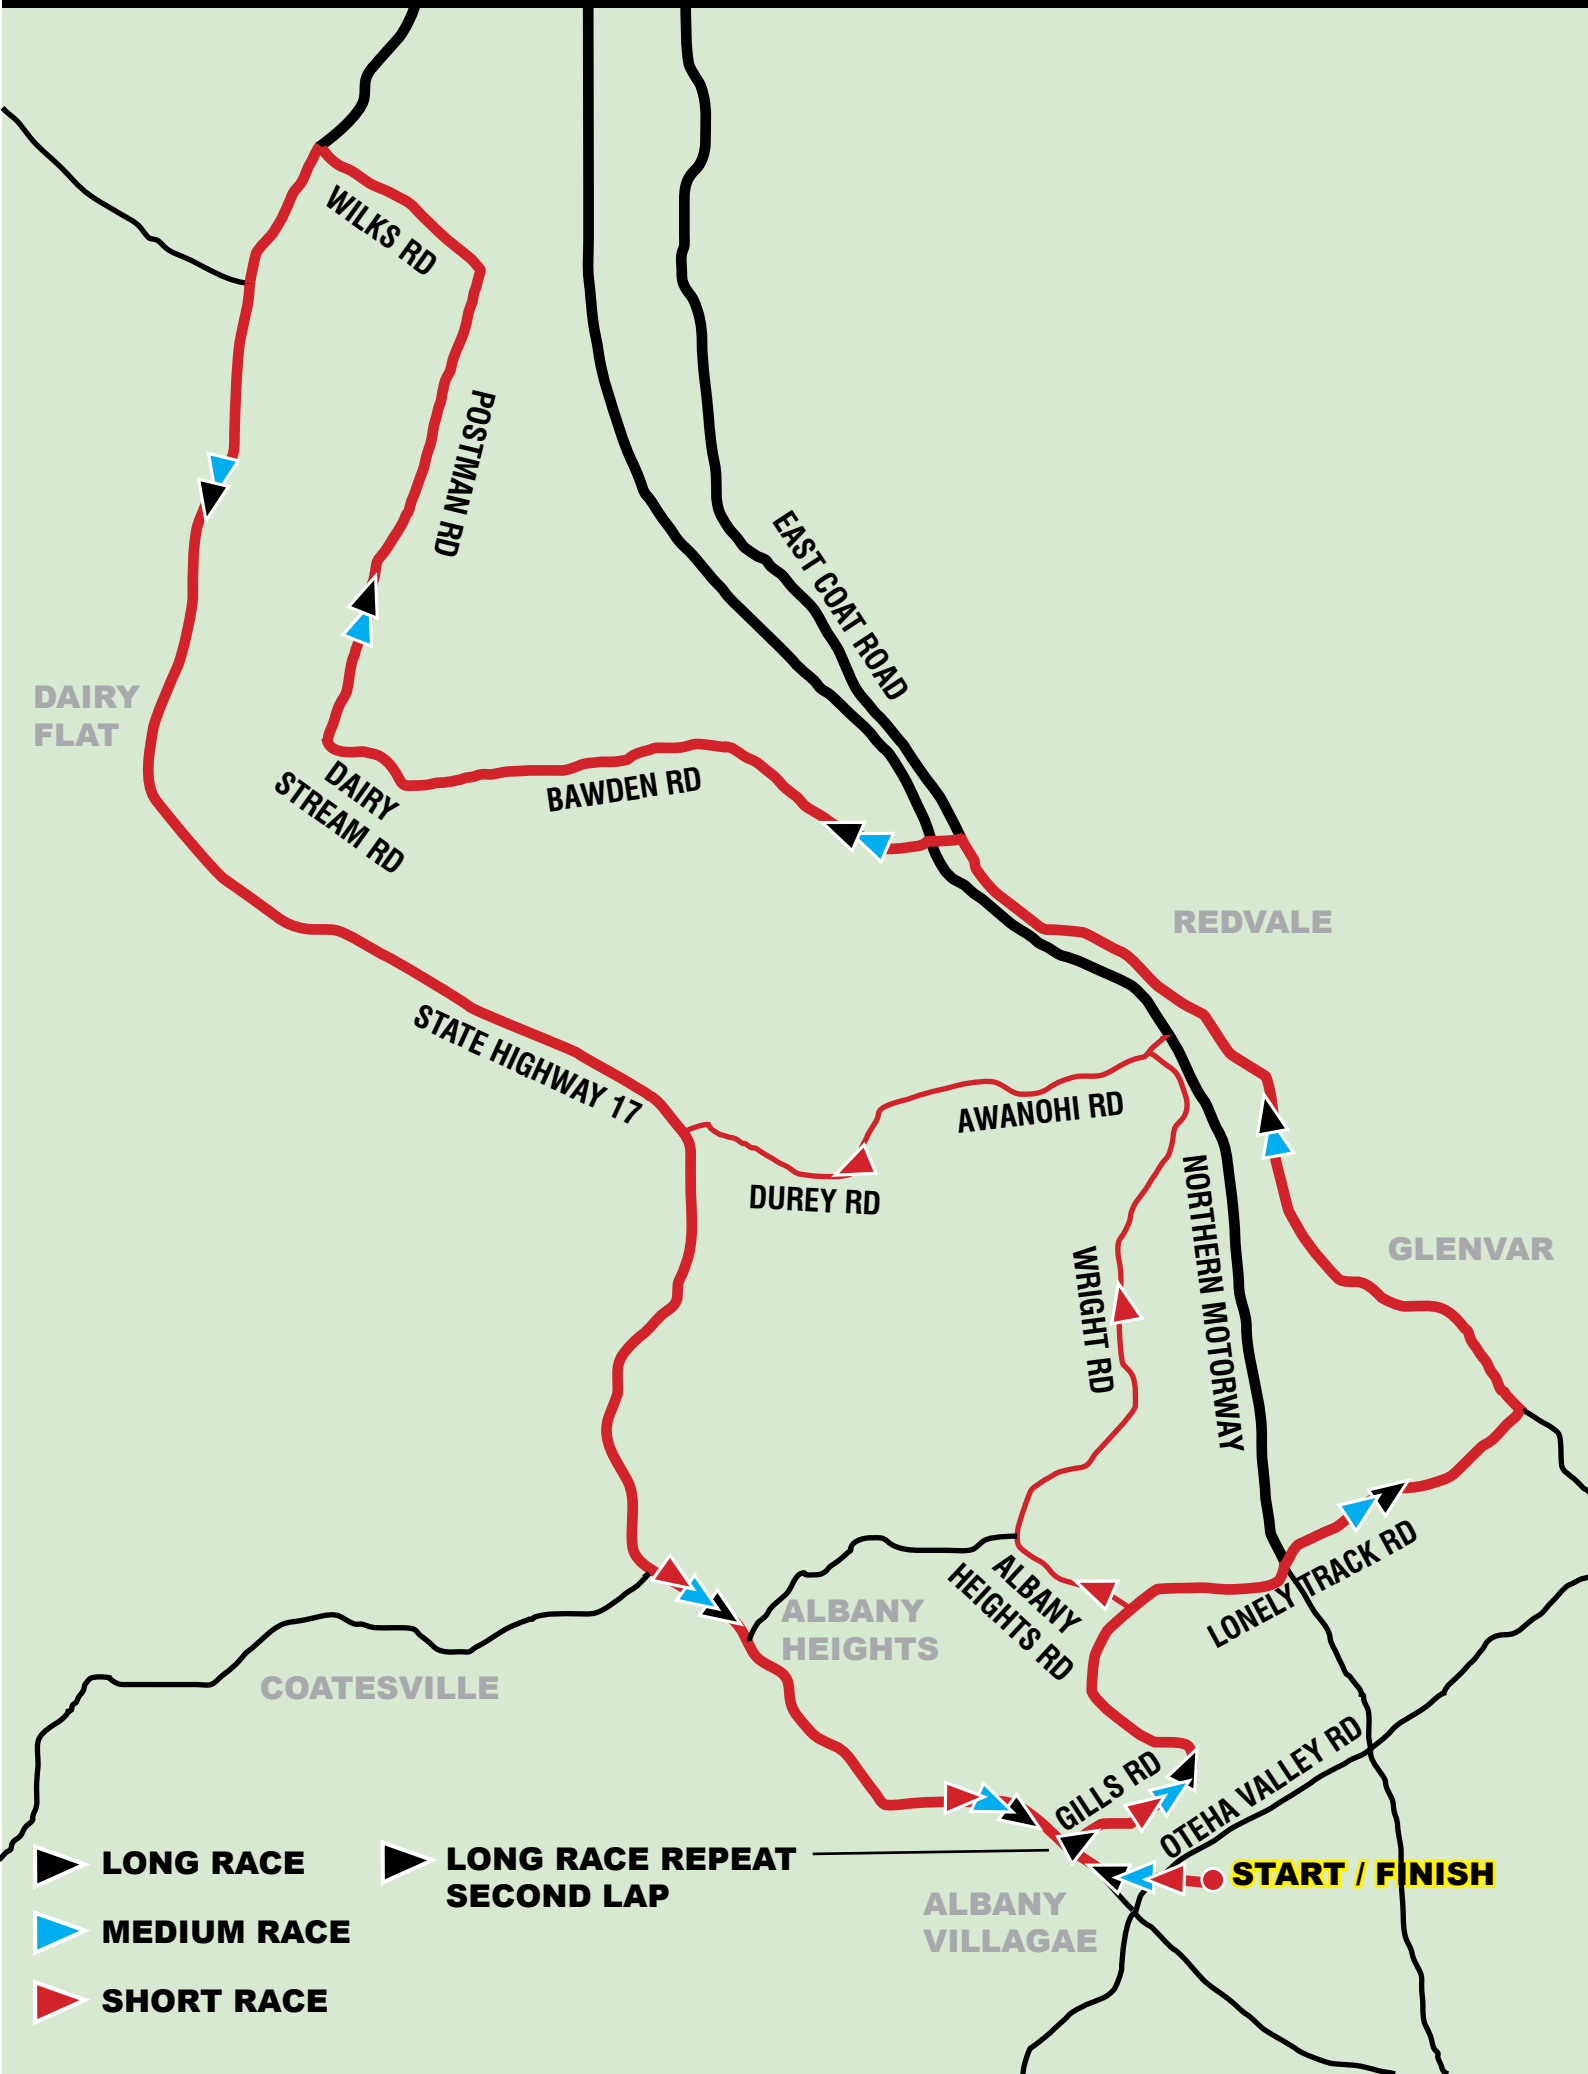 WILKS RD
POSTMAN RD
EAST COAT ROAD
DAIRY
FLAT
DAIRY
STREAM RD
BAWDEN RD
REDVALE
STATE HIGHWAY 17
AWANOHI RD
DUREY RD
NORTHERN MOTORWAY
WRIGHT RD
GLENVAR
LONELY TRACK RD
ALBANY
HEIGHTS RD
ALBANY
HEIGHTS
COATESVILLE
GILLS RD
OTEHA VALLEY RD
START / FINISH
ALBANY
VILLAGAE
LONG RACE
LONG RACE REPEAT
SECOND LAP
MEDIUM RACE
SHORT RACE